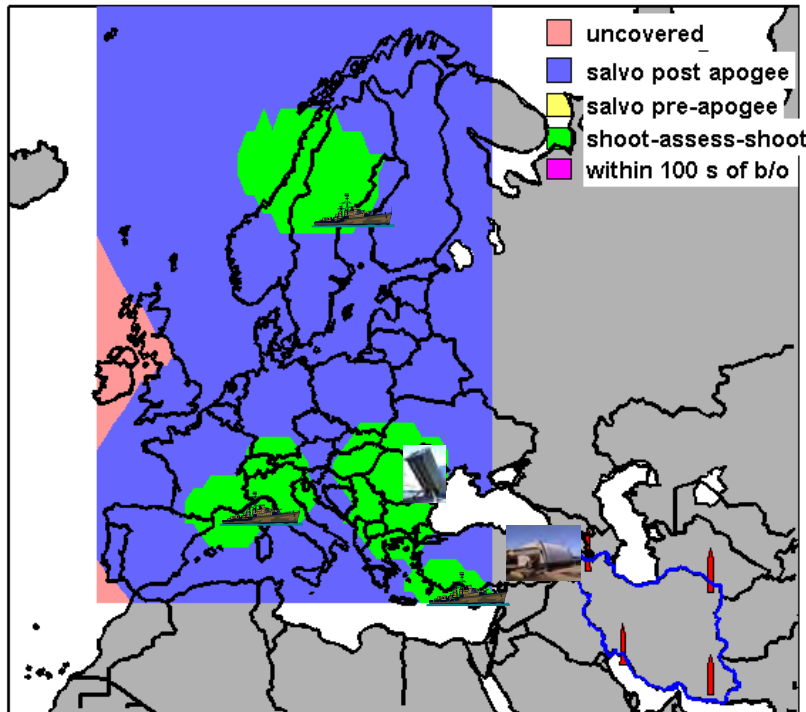 uncovered
salvo post apogee
salvo pre-apogee
shoot-assess-shoot
within 100 s of b/o